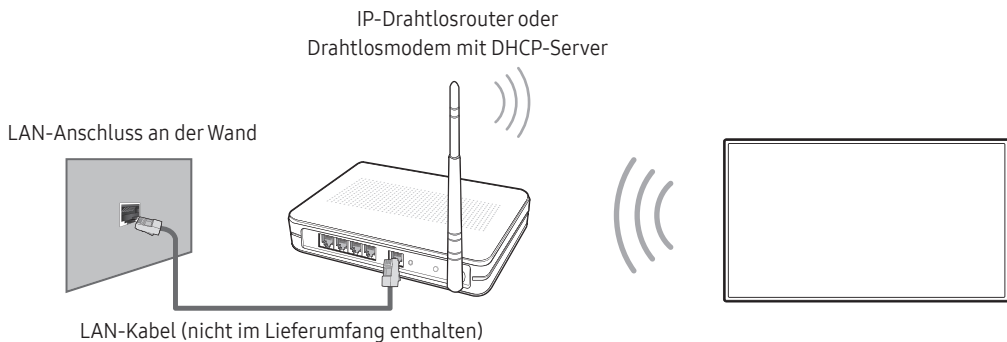 IP-Drahtlosrouter oder
Drahtlosmodem mit DHCP-Server
LAN-Anschluss an der Wand
LAN-Kabel (nicht im Lieferumfang enthalten)